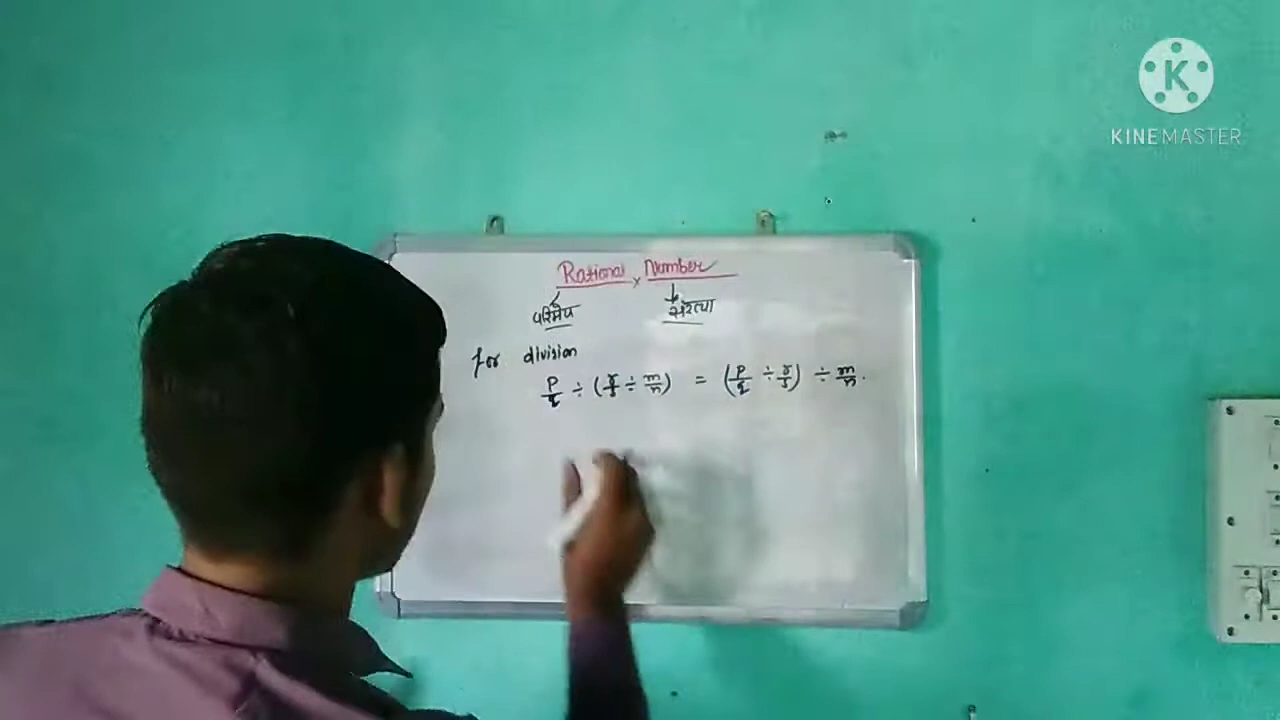 KINEMASTER
Rational Number
परिमेय संख्या
for division
p/q ÷ (r/s ÷ m/n) = (p/q ÷ r/s) ÷ m/n.